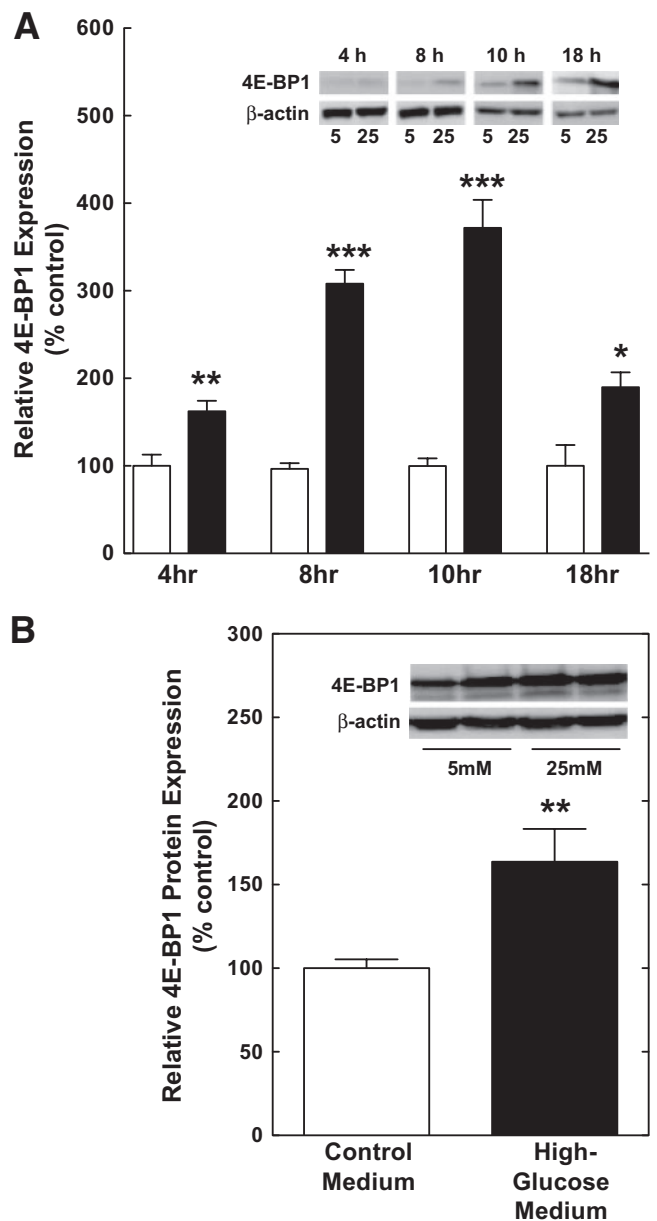 A
600
500
400
300
200
100
0
Relative 4E-BP1 Expression
(% control)
4 h 8 h 10 h 18 h
4E-BP1
β-actin
5 25 5 25 5 25 5 25
**
***
***
*
4hr 8hr 10hr 18hr
B
300
250
200
150
100
50
0
Relative 4E-BP1 Protein Expression
(% control)
4E-BP1
β-actin
5mM 25mM
**
Control
Medium
High-
Glucose
Medium